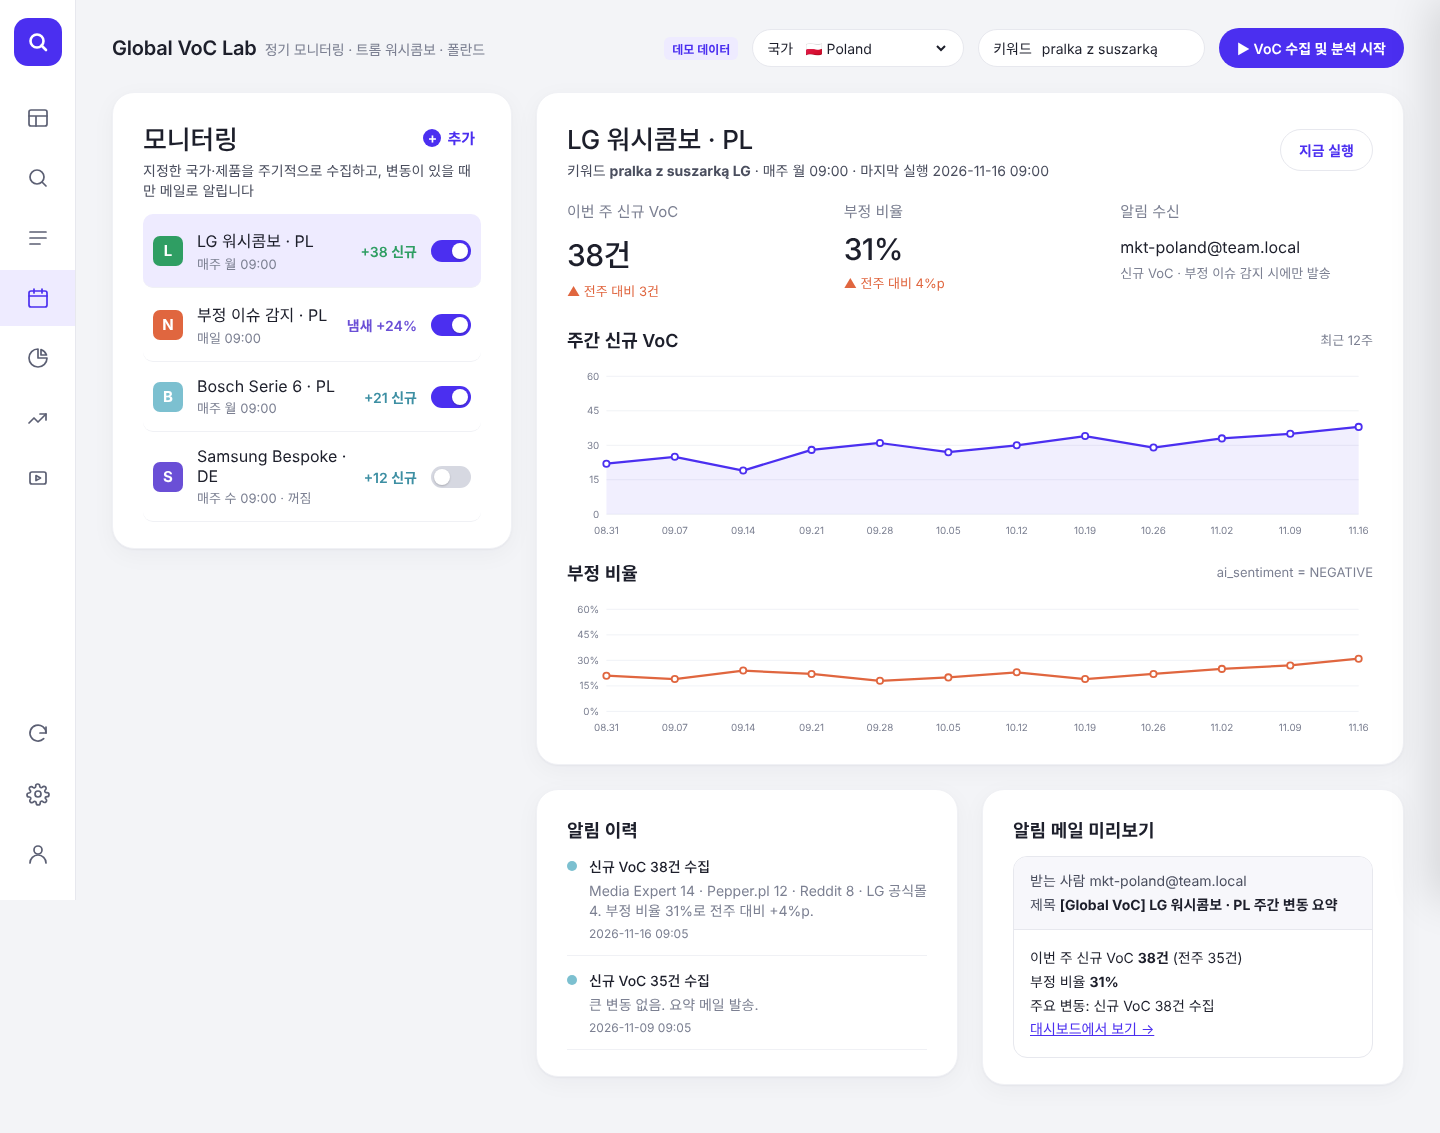 Global VoC Lab 정기 모니터링 · 트롬 워시콤보 · 폴란드
데모 데이터
국가 🇵🇱 Poland
키워드 pralka z suszarką
▶ VoC 수집 및 분석 시작
모니터링
+ 추가
지정한 국가·제품을 주기적으로 수집하고, 변동이 있을 때
만 메일로 알립니다
L
LG 워시콤보 · PL
매주 월 09:00
+38 신규
N
부정 이슈 감지 · PL
매일 09:00
냄새 +24%
B
Bosch Serie 6 · PL
매주 월 09:00
+21 신규
S
Samsung Bespoke ·
DE
매주 수 09:00 · 꺼짐
+12 신규
LG 워시콤보 · PL
키워드 pralka z suszarką LG · 매주 월 09:00 · 마지막 실행 2026-11-16 09:00
지금 실행
이번 주 신규 VoC
38건
▲ 전주 대비 3건
부정 비율
31%
▲ 전주 대비 4%p
알림 수신
mkt-poland@team.local
신규 VoC · 부정 이슈 감지 시에만 발송
주간 신규 VoC
최근 12주
60
45
30
15
0
08.31 09.07 09.14 09.21 09.28 10.05 10.12 10.19 10.26 11.02 11.09 11.16
부정 비율
ai_sentiment = NEGATIVE
60%
45%
30%
15%
0%
08.31 09.07 09.14 09.21 09.28 10.05 10.12 10.19 10.26 11.02 11.09 11.16
알림 이력
신규 VoC 38건 수집
Media Expert 14 · Pepper.pl 12 · Reddit 8 · LG 공식몰
4. 부정 비율 31%로 전주 대비 +4%p.
2026-11-16 09:05
신규 VoC 35건 수집
큰 변동 없음. 요약 메일 발송.
2026-11-09 09:05
알림 메일 미리보기
받는 사람 mkt-poland@team.local
제목 [Global VoC] LG 워시콤보 · PL 주간 변동 요약
이번 주 신규 VoC 38건 (전주 35건)
부정 비율 31%
주요 변동: 신규 VoC 38건 수집
대시보드에서 보기 →